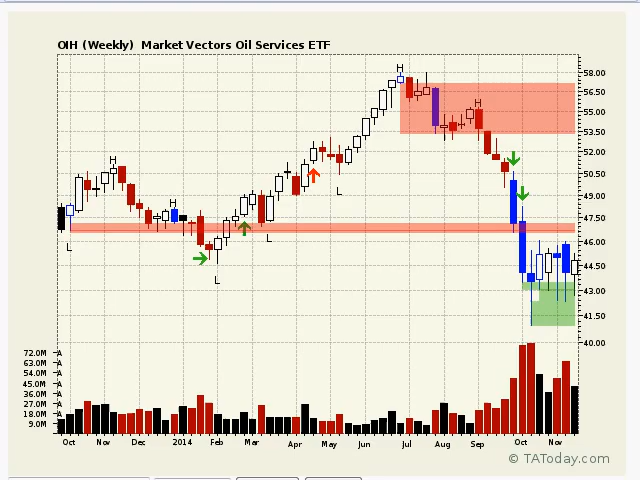 OIH (Weekly)  Market Vectors Oil Services ETF
H
58.00
56.50
H
55.00
53.50
H
52.00
50.50
L
49.00
H
47.50
L
L
46.00
44.50
L
43.00
41.50
40.00
72.0M A
63.0M A
54.0M A
45.0M A
36.0M A
27.0M A
18.0M A
9.0M
Oct Nov Dec 2014 Feb Mar Apr May Jun Jul Aug Sep Oct Nov
© TAToday.com